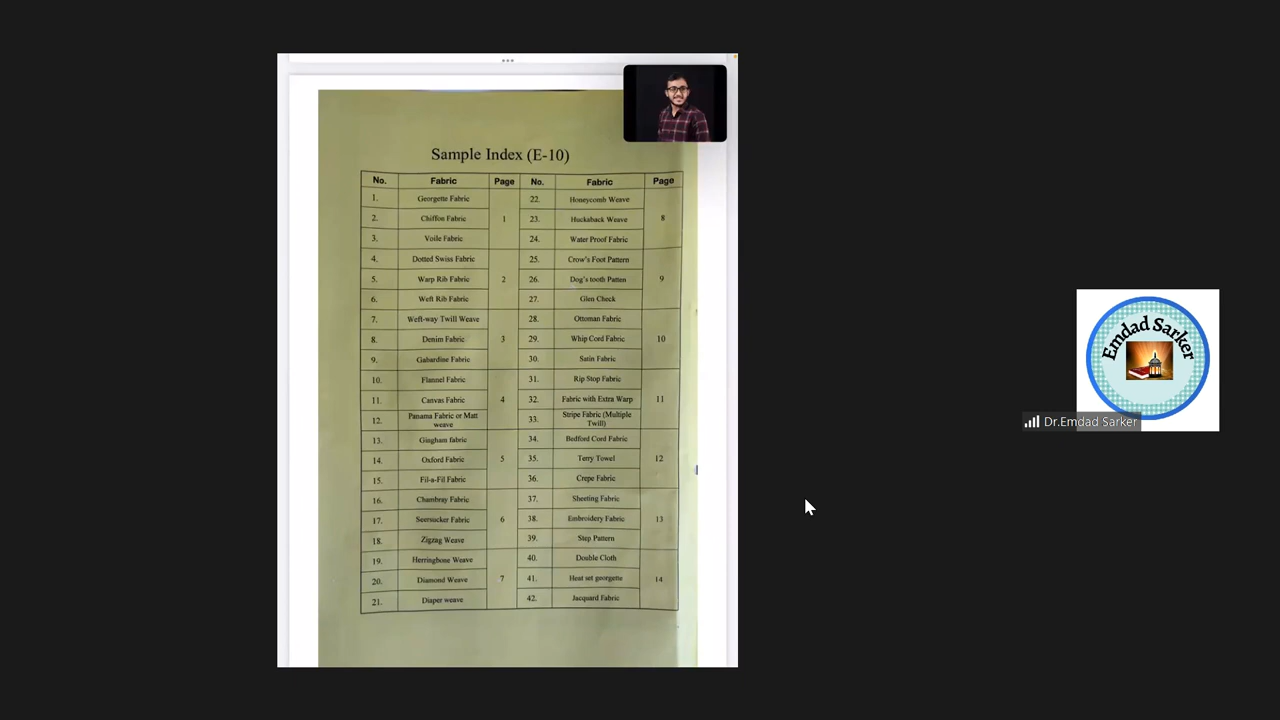 Sample Index (E-10)
No. Fabric Page No. Fabric Page
1. Georgette Fabric 1 22. Honeycomb Weave 8
2. Chiffon Fabric 23. Huckaback Weave
3. Voile Fabric 24. Water Proof Fabric
4. Dotted Swiss Fabric 2 25. Crow's Foot Pattern 9
5. Warp Rib Fabric 26. Dog's tooth Patten
6. Weft Rib Fabric 27. Glen Check
7. Weft-way Twill Weave 3 28. Ottoman Fabric 10
8. Denim Fabric 29. Whip Cord Fabric
9. Gabardine Fabric 30. Satin Fabric
10. Flannel Fabric 4 31. Rip Stop Fabric 11
11. Canvas Fabric 32. Fabric with Extra Warp
12. Panama Fabric or Matt weave 33. Stripe Fabric (Multiple Twill)
13. Gingham fabric 5 34. Bedford Cord Fabric 12
14. Oxford Fabric 35. Terry Towel
15. Fil-a-Fil Fabric 36. Crepe Fabric
16. Chambray Fabric 6 37. Sheeting Fabric 13
17. Seersucker Fabric 38. Embroidery Fabric
18. Zigzag Weave 39. Step Pattern
19. Herringbone Weave 7 40. Double Cloth 14
20. Diamond Weave 41. Heat set georgette
21. Diaper weave 42. Jacquard Fabric
Emdad Sarker
Dr.Emdad Sarker